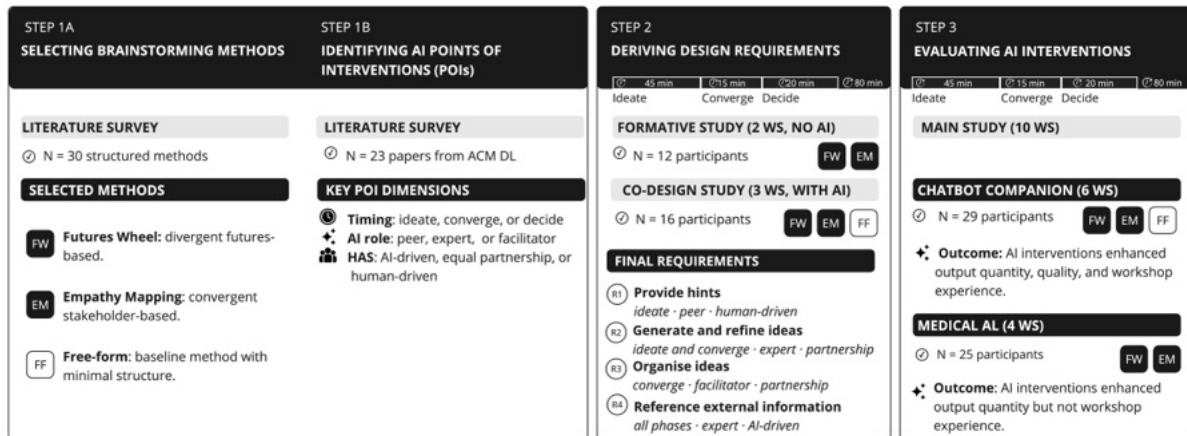 STEP 1A
SELECTING BRAINSTORMING METHODS
LITERATURE SURVEY
N = 30 structured methods
SELECTED METHODS
FW
Futures Wheel: divergent futures-
based.
EM
Empathy Mapping: convergent
stakeholder-based.
FF
Free-form: baseline method with
minimal structure.
STEP 1B
IDENTIFYING AI POINTS OF
INTERVENTIONS (POIs)
LITERATURE SURVEY
N = 23 papers from ACM DL
KEY POI DIMENSIONS
Timing: ideate, converge, or decide
AI role: peer, expert, or facilitator
HAS: AI-driven, equal partnership, or
human-driven
STEP 2
DERIVING DESIGN REQUIREMENTS
45 min 15 min 20 min 80 min
Ideate Converge Decide
FORMATIVE STUDY (2 WS, NO AI)
N = 12 participants FW EM
CO-DESIGN STUDY (3 WS, WITH AI)
N = 16 participants FW EM FF
FINAL REQUIREMENTS
R1 Provide hints
ideate · peer · human-driven
R2 Generate and refine ideas
ideate and converge · expert · partnership
R3 Organise ideas
converge · facilitator · partnership
R4 Reference external information
all phases · expert · AI-driven
STEP 3
EVALUATING AI INTERVENTIONS
45 min 15 min 20 min 80 min
Ideate Converge Decide
MAIN STUDY (10 WS)
CHATBOT COMPANION (6 WS)
N = 29 participants FW EM FF
Outcome: AI interventions enhanced
output quantity, quality, and workshop
experience.
MEDICAL AL (4 WS)
N = 25 participants FW EM
Outcome: AI interventions enhanced
output quantity but not workshop
experience.